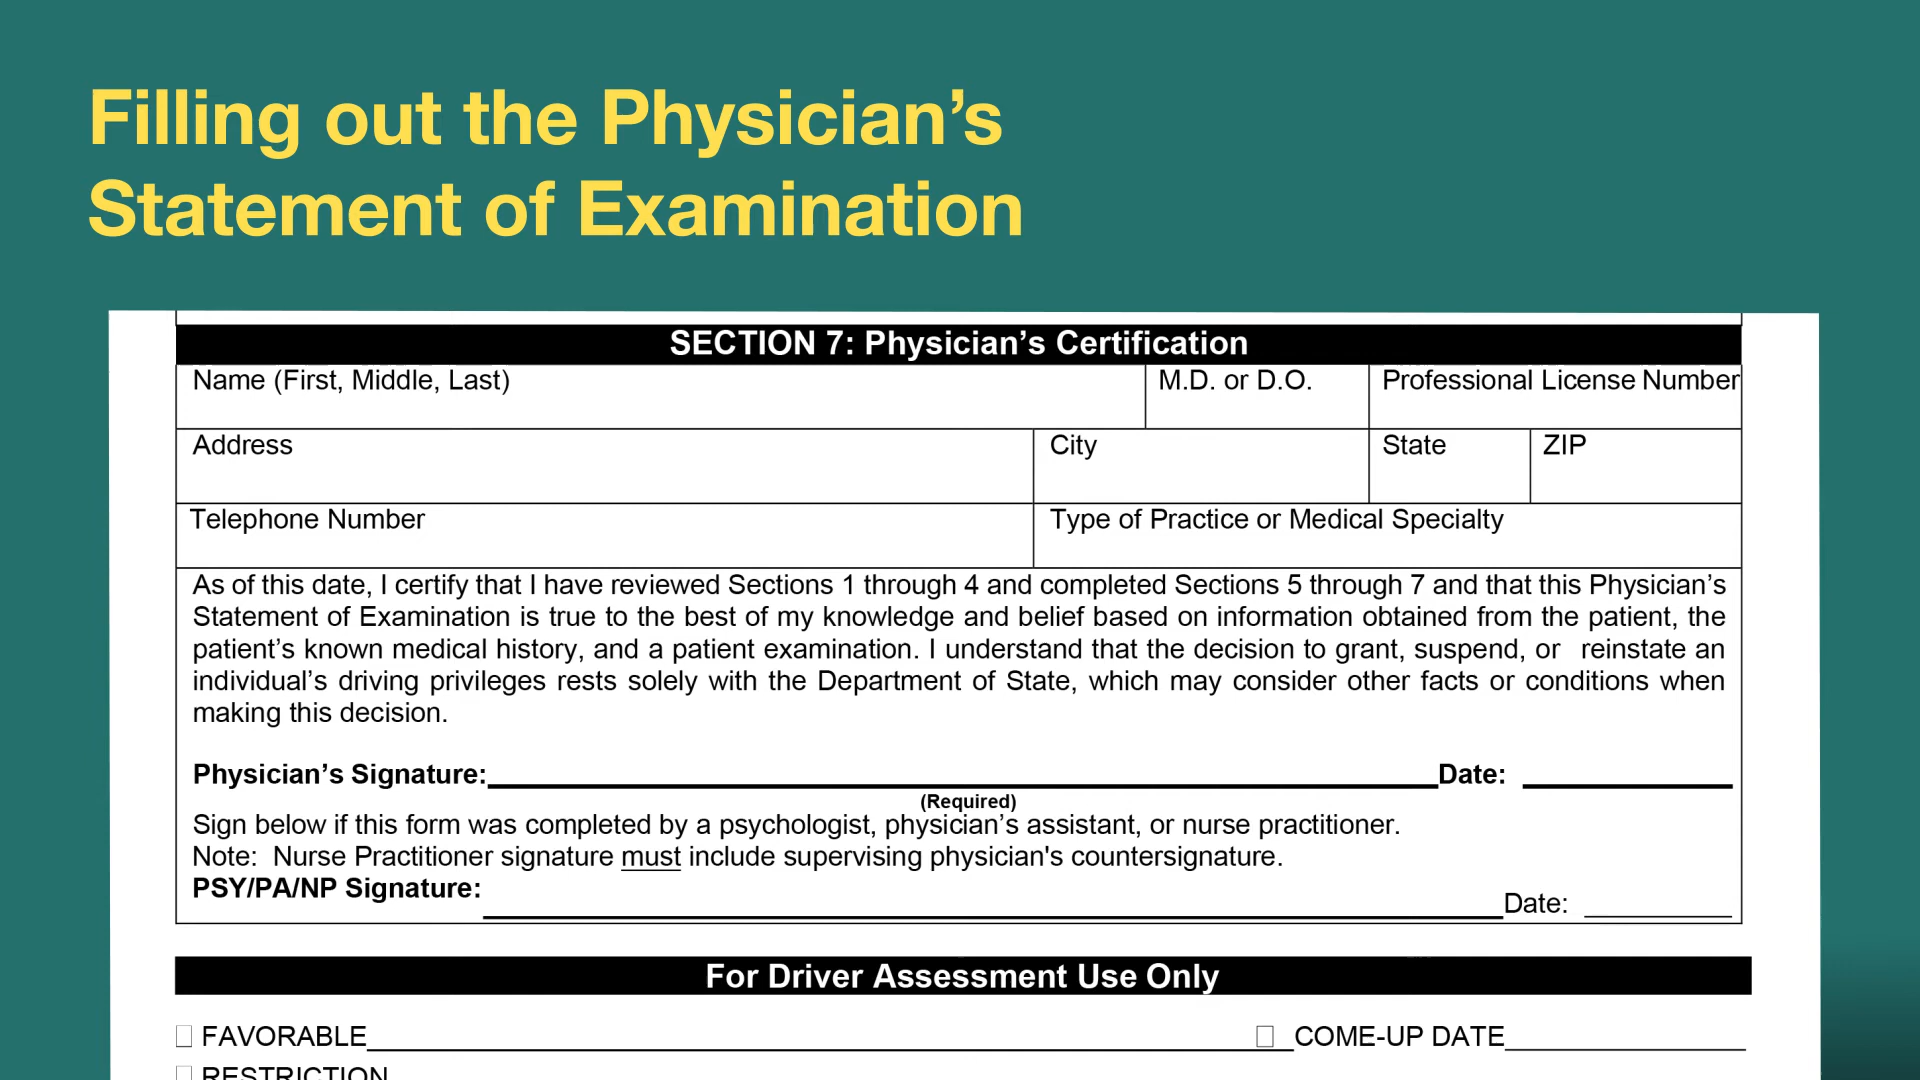 Filling out the Physician’s
Statement of Examination
SECTION 7: Physician’s Certification
Name (First, Middle, Last) M.D. or D.O. Professional License Number
Address City State ZIP
Telephone Number Type of Practice or Medical Specialty
As of this date, I certify that I have reviewed Sections 1 through 4 and completed Sections 5 through 7 and that this Physician’s
Statement of Examination is true to the best of my knowledge and belief based on information obtained from the patient, the
patient’s known medical history, and a patient examination. I understand that the decision to grant, suspend, or reinstate an
individual’s driving privileges rests solely with the Department of State, which may consider other facts or conditions when
making this decision.
Physician’s Signature: Date:
(Required)
Sign below if this form was completed by a psychologist, physician’s assistant, or nurse practitioner.
Note: Nurse Practitioner signature must include supervising physician's countersignature.
PSY/PA/NP Signature: Date:
For Driver Assessment Use Only
FAVORABLE COME-UP DATE
RESTRICTION